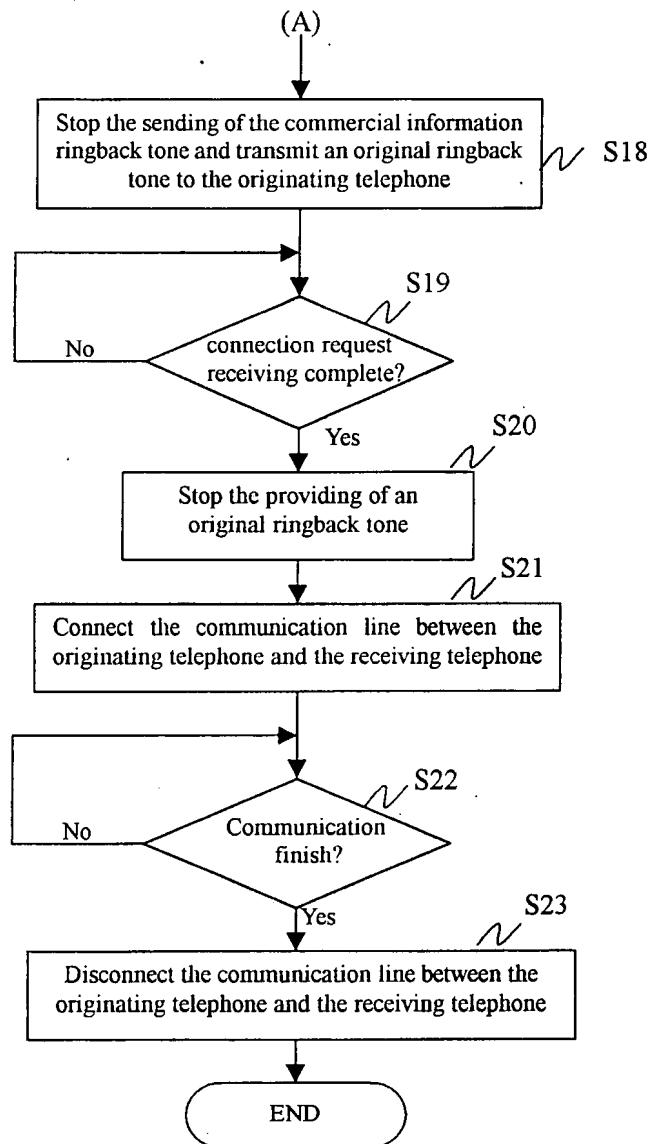 (A)
Stop the sending of the commercial information
ringback tone and transmit an original ringback
tone to the originating telephone
S18
S19
connection request
receiving complete?
No
Yes
S20
Stop the providing of an
original ringback tone
S21
Connect the communication line between the
originating telephone and the receiving telephone
S22
Communication
finish?
No
Yes
S23
Disconnect the communication line between the
originating telephone and the receiving telephone
END